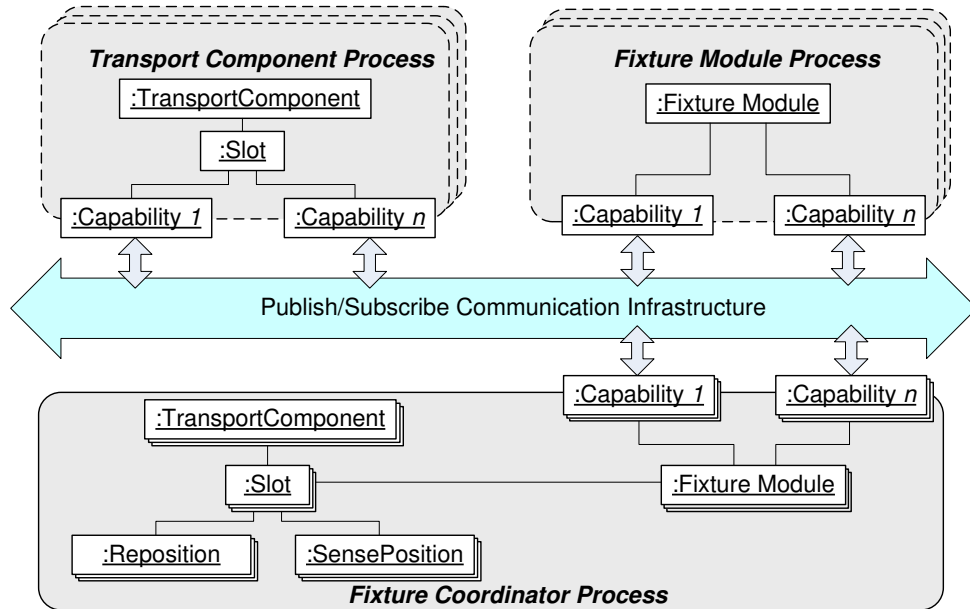 Transport Component Process
:TransportComponent
:Slot
:Capability 1
:Capability n
Fixture Module Process
:Fixture Module
:Capability 1
:Capability n
Publish/Subscribe Communication Infrastructure
:Capability 1
:Capability n
:TransportComponent
:Slot
:Fixture Module
:Reposition
:SensePosition
Fixture Coordinator Process